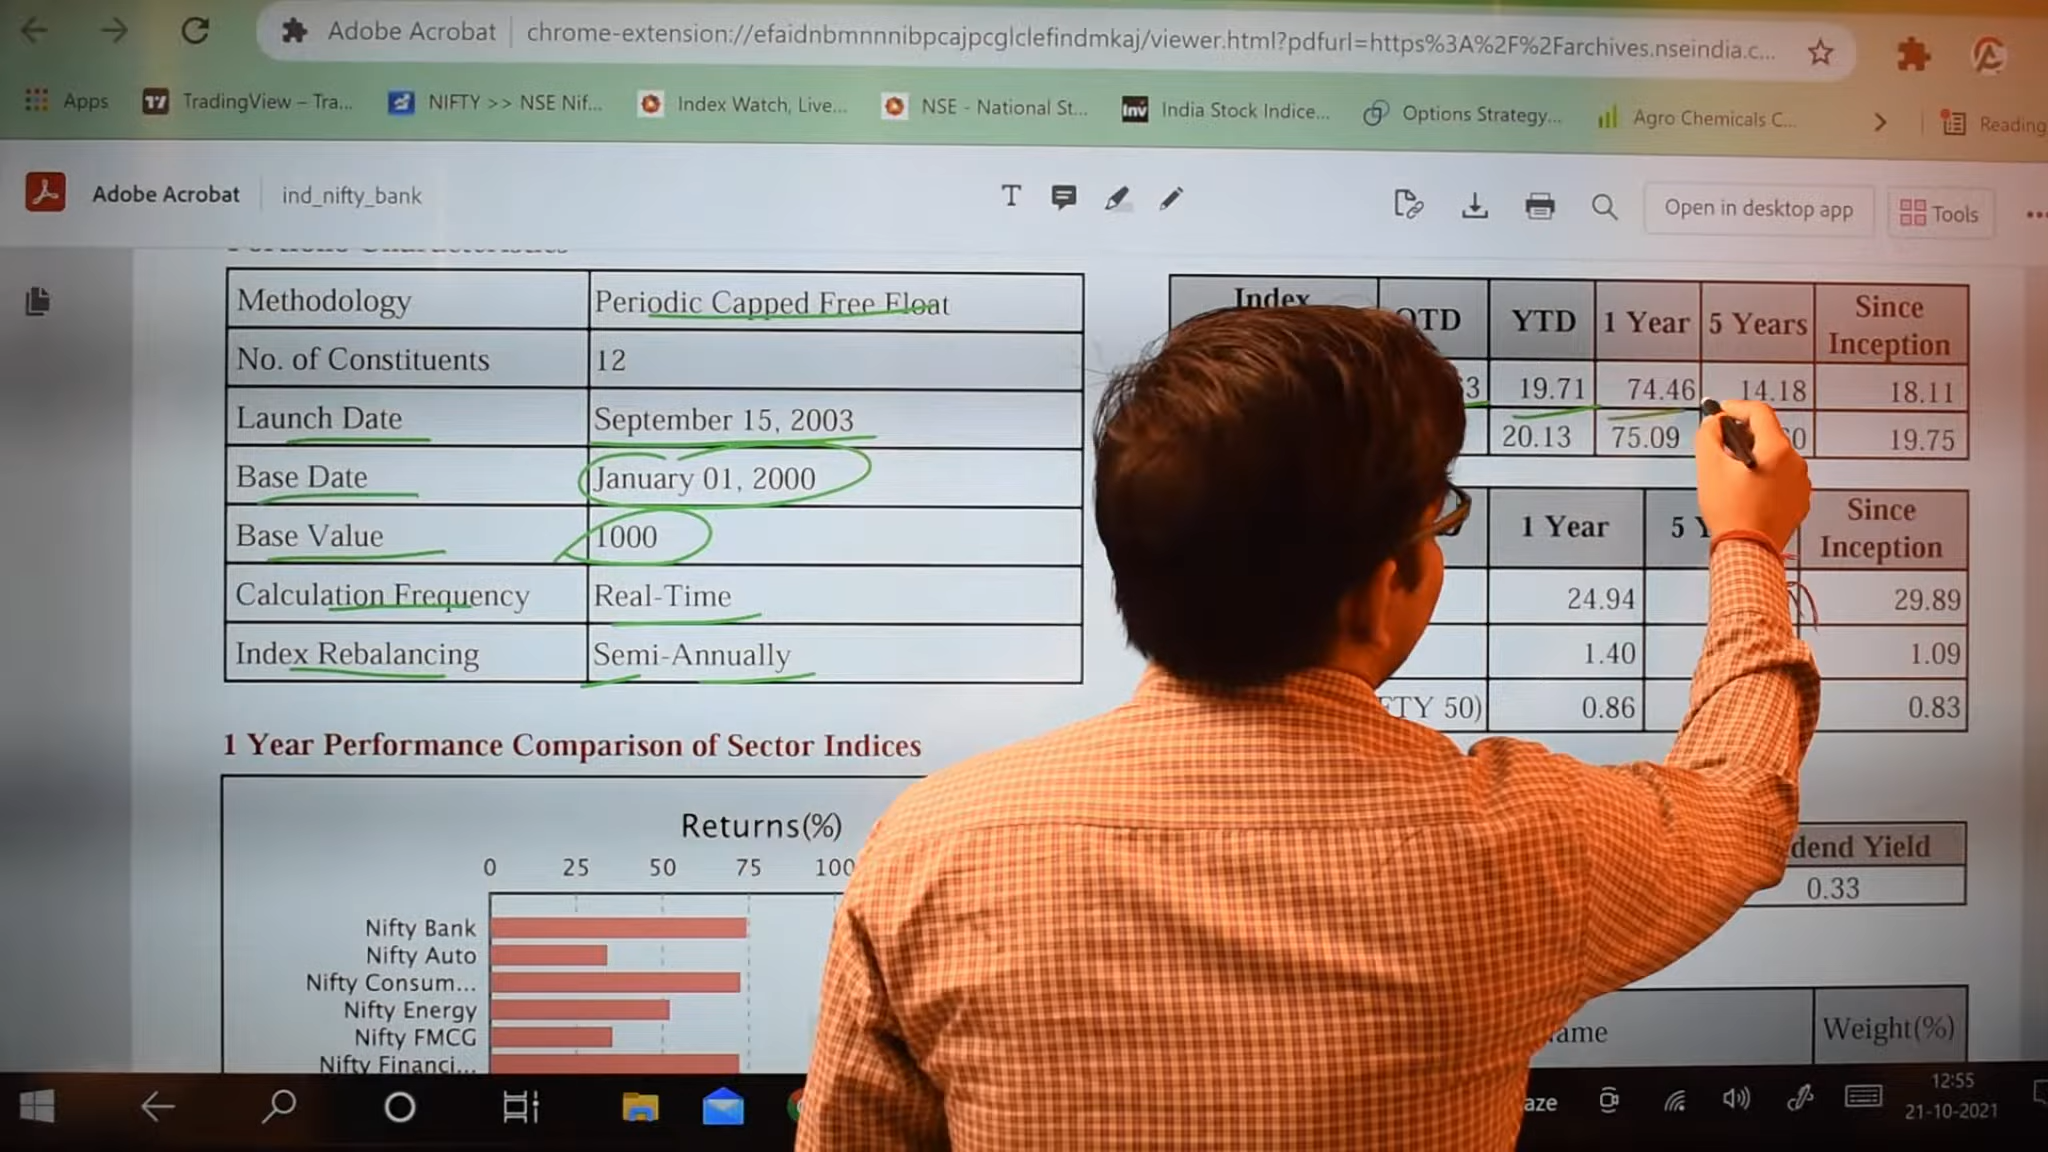 Adobe Acrobat
chrome-extension://efaidnbmnnnibpcajpcglclefindmkaj/viewer.html?pdfurl=https%3A%2F%2Farchives.nseindia.c...
Apps
TradingView – Tra...
NIFTY >> NSE Nif...
Index Watch, Live...
NSE - National St...
Inv
India Stock Indice...
Options Strategy...
Agro Chemicals C...
Reading
Adobe Acrobat
ind_nifty_bank
T
Open in desktop app
Tools
Methodology Periodic Capped Free Float
No. of Constituents 12
Launch Date September 15, 2003
Base Date January 01, 2000
Base Value 1000
Calculation Frequency Real-Time
Index Rebalancing Semi-Annually
1 Year Performance Comparison of Sector Indices
Returns(%)
0 25 50 75 100
Nifty Bank
Nifty Auto
Nifty Consum...
Nifty Energy
Nifty FMCG
Nifty Financi...
Index QTD YTD 1 Year 5 Years Since Inception
19.71 74.46 14.18 18.11
20.13 75.09 19.75
1 Year Since Inception
24.94 29.89
1.40 1.09
50) 0.86 0.83
Yield
0.33
Weight(%)
12:55
21-10-2021